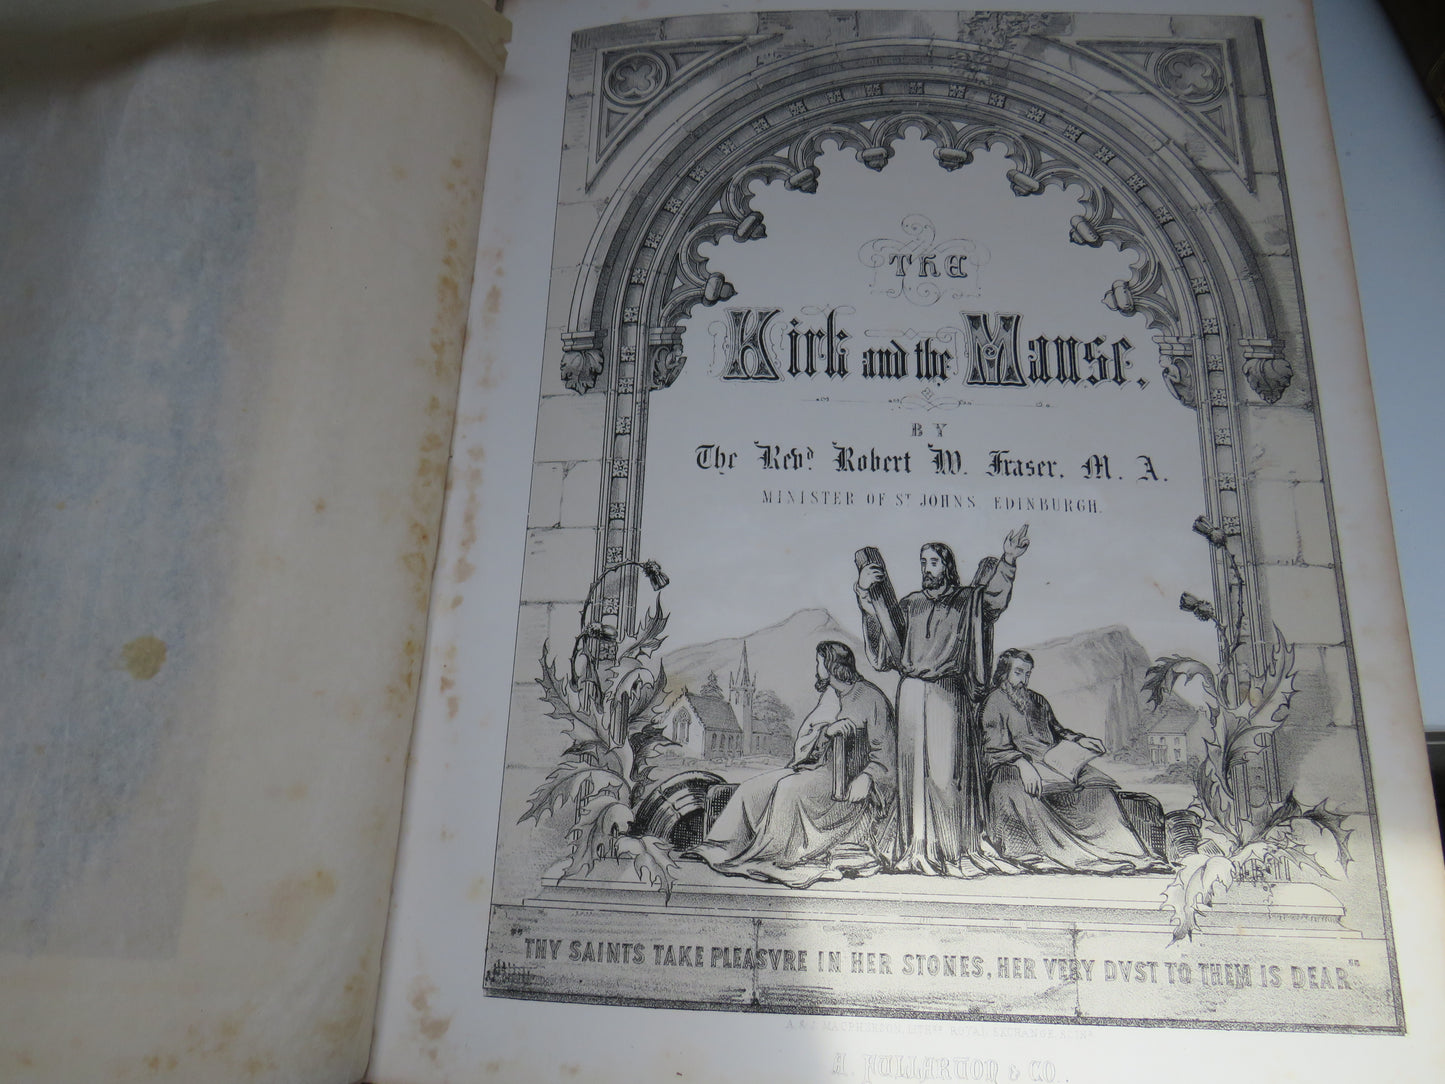 THE
Kirk and the Manse.
BY
The Revd. Robert W. Fraser, M. A.
MINISTER OF ST JOHNS, EDINBURGH.
"THY SAINTS TAKE PLEASVRE IN HER STONES, HER VERY DVST TO THEM IS DEAR"
A. FULLARTON & CO.,